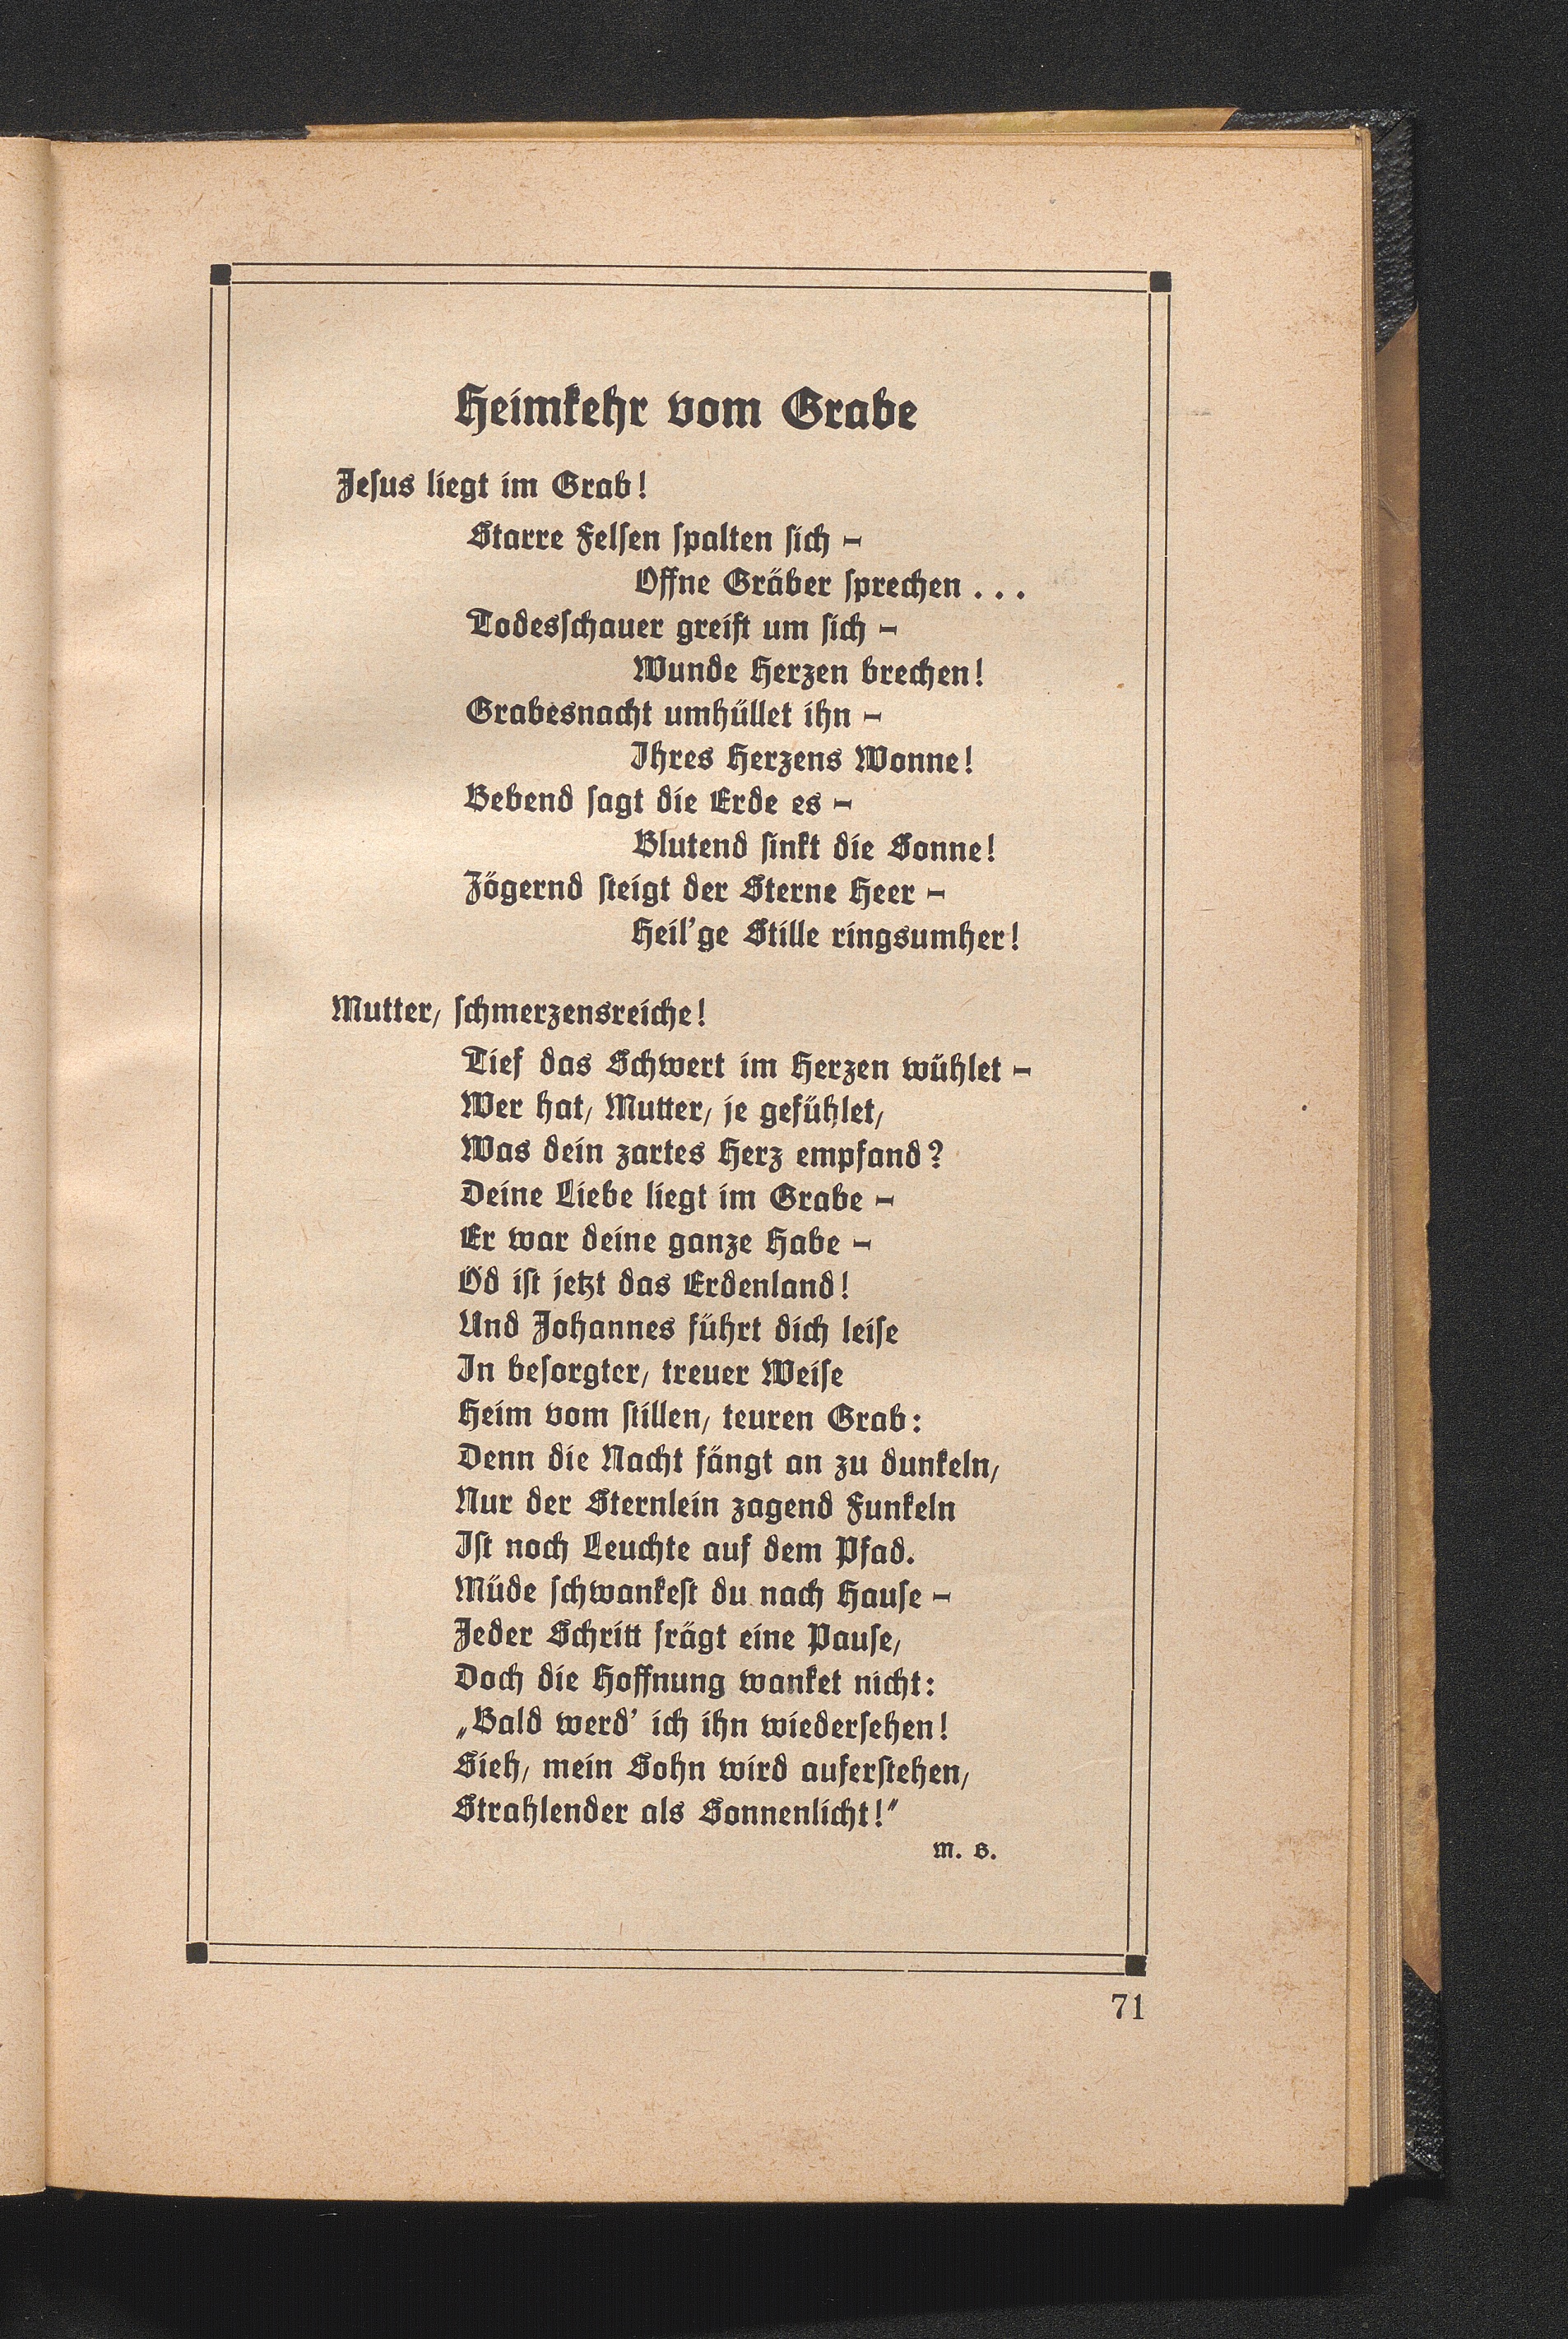 Heimkehr vom Grabe
Jesus liegt im Grab!
Starre Felsen spalten sich –
Offne Gräber sprechen . . .
Todesschauer greift um sich –
Wunde Herzen brechen!
Grabesnacht umhüllet ihn –
Ihres Herzens Wonne!
Bebend sagt die Erde es –
Blutend sinkt die Sonne!
Zögernd steigt der Sterne Heer –
Heil'ge Stille ringsumher!
Mutter, schmerzensreiche!
Tief das Schwert im Herzen wühlet –
Wer hat, Mutter, je gefühlet,
Was dein zartes Herz empfand?
Deine Liebe liegt im Grabe –
Er war deine ganze Habe –
Öd ist jetzt das Erdenland!
Und Johannes führt dich leise
In besorgter, treuer Weise
Heim vom stillen, teuren Grab:
Denn die Nacht fängt an zu dunkeln,
Nur der Sternlein zagend Funkeln
Ist noch Leuchte auf dem Pfad.
Müde schwankest du nach Hause –
Jeder Schritt frägt eine Pause,
Doch die Hoffnung wanket nicht:
„Bald werd' ich ihn wiedersehen!
Sieh, mein Sohn wird auferstehen,
Strahlender als Sonnenlicht!"
M. B.
71